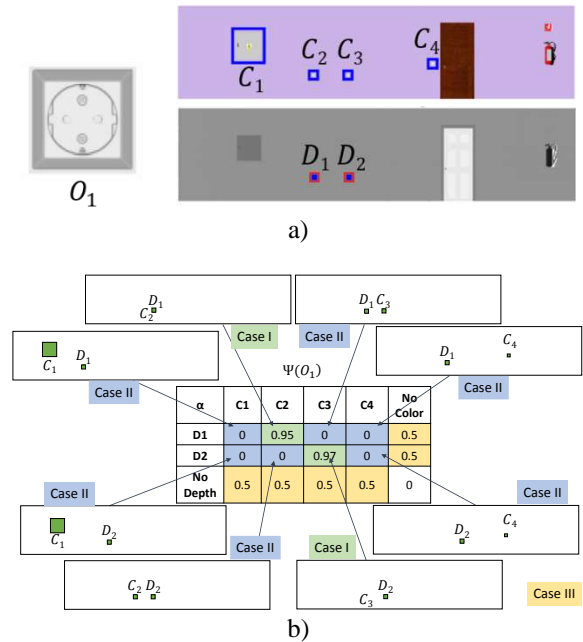 C₁ C₂ C₃ C₄
O₁
D₁ D₂
a)
D₁
C₂
D₁ C₃
Case I
Case II
C₁ D₁
C₄
D₁
Case II
Ψ(O₁)
Case II
α C1 C2 C3 C4 No Color
D1 0 0.95 0 0 0.5
D2 0 0 0.97 0 0.5
No Depth 0.5 0.5 0.5 0.5 0
Case II
Case II
C₁ D₂
Case II
Case I
C₄
D₂
C₂ D₂
D₂
C₃
Case III
b)